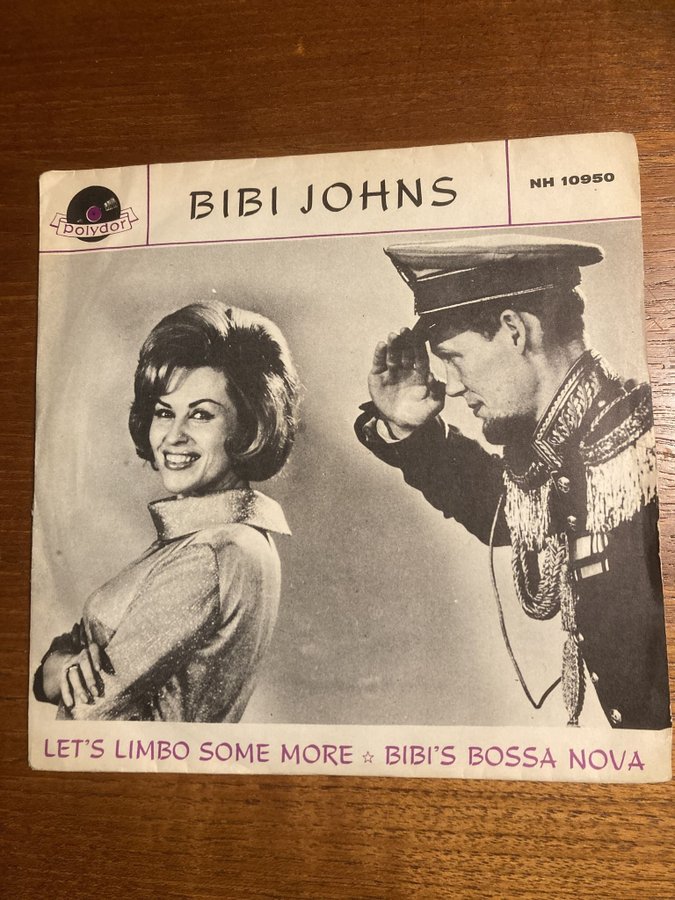 polydor
BIBI JOHNS
NH 10950
LET'S LIMBO SOME MORE ☆ BIBI'S BOSSA NOVA